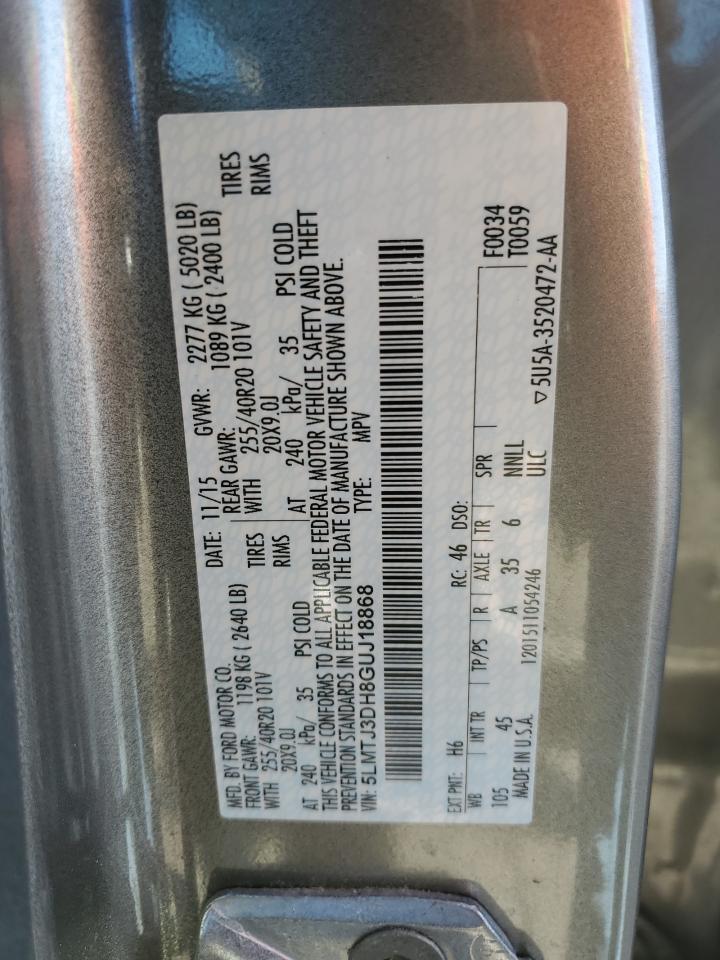 MFD. BY FORD MOTOR CO. DATE: 11/15 GVWR: 2277 KG ( 5020 LB)
FRONT GAWR: 1198 KG ( 2640 LB) REAR GAWR: 1089 KG ( 2400 LB)
WITH 255/40R20 101V TIRES WITH 255/40R20 101V TIRES
20X9.0J RIMS 20X9.0J RIMS
AT 240 kPa/ 35 PSI COLD AT 240 kPa/ 35 PSI COLD
THIS VEHICLE CONFORMS TO ALL APPLICABLE FEDERAL MOTOR VEHICLE SAFETY AND THEFT
PREVENTION STANDARDS IN EFFECT ON THE DATE OF MANUFACTURE SHOWN ABOVE.
VIN: 5LMTJ3DH8GUJ18868 TYPE: MPV
EXT PNT: H6 RC: 46 DSO: F0034
WB INT TR TP/PS R AXLE TR SPR T0059
105 45 A 35 6 NNLL
MADE IN U.S.A. 1201511054246 ULC ▽5U5A-3520472-AA